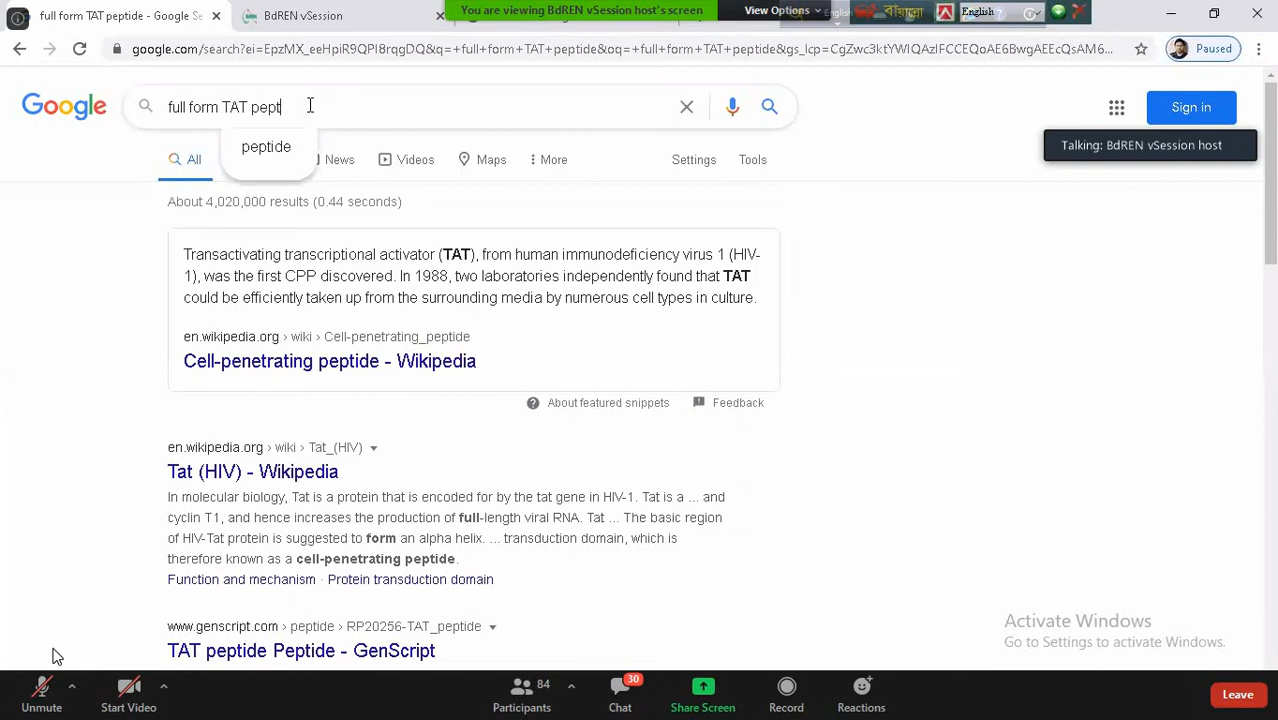 full form TAT peptide - Google S
BdREN vSession
You are viewing BdREN vSession host's screen
View Options
English
English
google.com/search?ei=EpzMX_eeHpiR9QPI8rqgDQ&q=+full+form+TAT+peptide&oq=+full+form+TAT+peptide&gs_lcp=CgZwc3ktYWIQAzIFCCEQoAE6BwgAEEcQsAM6...
Paused
Google
full form TAT pept
Sign in
peptide
Talking: BdREN vSession host
All
News
Videos
Maps
More
Settings
Tools
About 4,020,000 results (0.44 seconds)
Transactivating transcriptional activator (TAT), from human immunodeficiency virus 1 (HIV-
1), was the first CPP discovered. In 1988, two laboratories independently found that TAT
could be efficiently taken up from the surrounding media by numerous cell types in culture.
en.wikipedia.org › wiki › Cell-penetrating_peptide
Cell-penetrating peptide - Wikipedia
About featured snippets
Feedback
en.wikipedia.org › wiki › Tat_(HIV)
Tat (HIV) - Wikipedia
In molecular biology, Tat is a protein that is encoded for by the tat gene in HIV-1. Tat is a ... and
cyclin T1, and hence increases the production of full-length viral RNA. Tat ... The basic region
of HIV-Tat protein is suggested to form an alpha helix. ... transduction domain, which is
therefore known as a cell-penetrating peptide.
Function and mechanism · Protein transduction domain
www.genscript.com › peptide › RP20256-TAT_peptide
TAT peptide Peptide - GenScript
Activate Windows
Go to Settings to activate Windows.
Unmute
Start Video
84
Participants
30
Chat
Share Screen
Record
Reactions
Leave